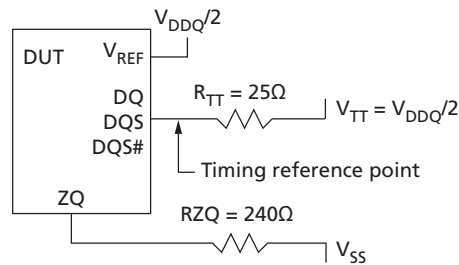 V_DDQ/2
DUT
V_REF
R_TT = 25Ω
DQ
V_TT = V_DDQ/2
DQS
DQS#
Timing reference point
ZQ
RZQ = 240Ω
V_SS